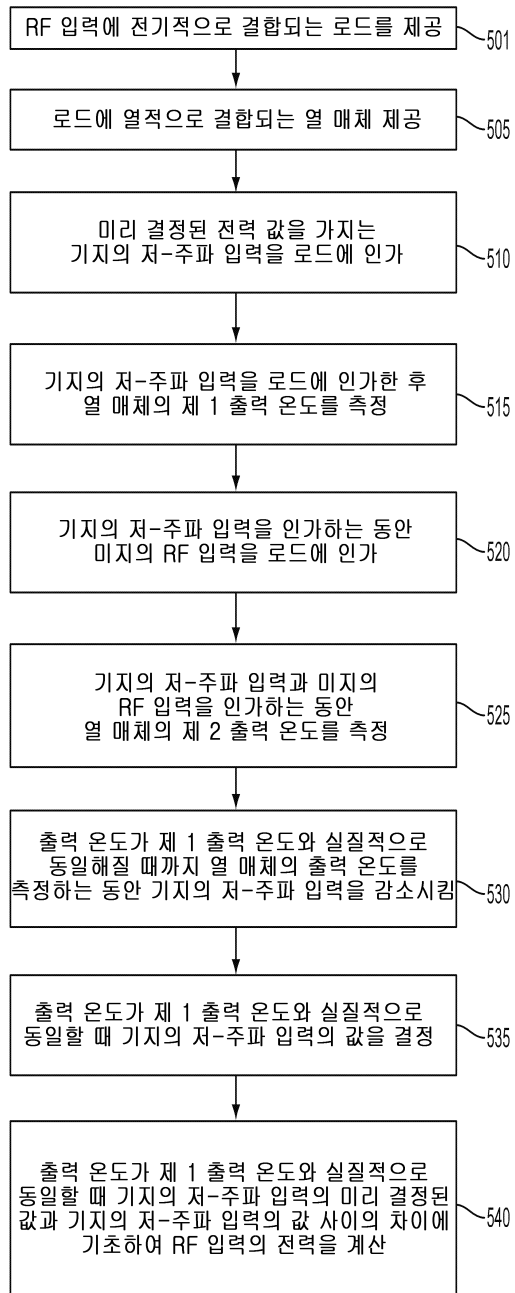 RF 입력에 전기적으로 결합되는 로드를 제공
501
로드에 열적으로 결합되는 열 매체 제공
505
미리 결정된 전력 값을 가지는
기지의 저-주파 입력을 로드에 인가
510
기지의 저-주파 입력을 로드에 인가한 후
열 매체의 제 1 출력 온도를 측정
515
기지의 저-주파 입력을 인가하는 동안
미지의 RF 입력을 로드에 인가
520
기지의 저-주파 입력과 미지의
RF 입력을 인가하는 동안
열 매체의 제 2 출력 온도를 측정
525
출력 온도가 제 1 출력 온도와 실질적으로
동일해질 때까지 열 매체의 출력 온도를
측정하는 동안 기지의 저-주파 입력을 감소시킴
530
출력 온도가 제 1 출력 온도와 실질적으로
동일할 때 기지의 저-주파 입력의 값을 결정
535
출력 온도가 제 1 출력 온도와 실질적으로
동일할 때 기지의 저-주파 입력의 미리 결정된
값과 기지의 저-주파 입력의 값 사이의 차이에
기초하여 RF 입력의 전력을 계산
540